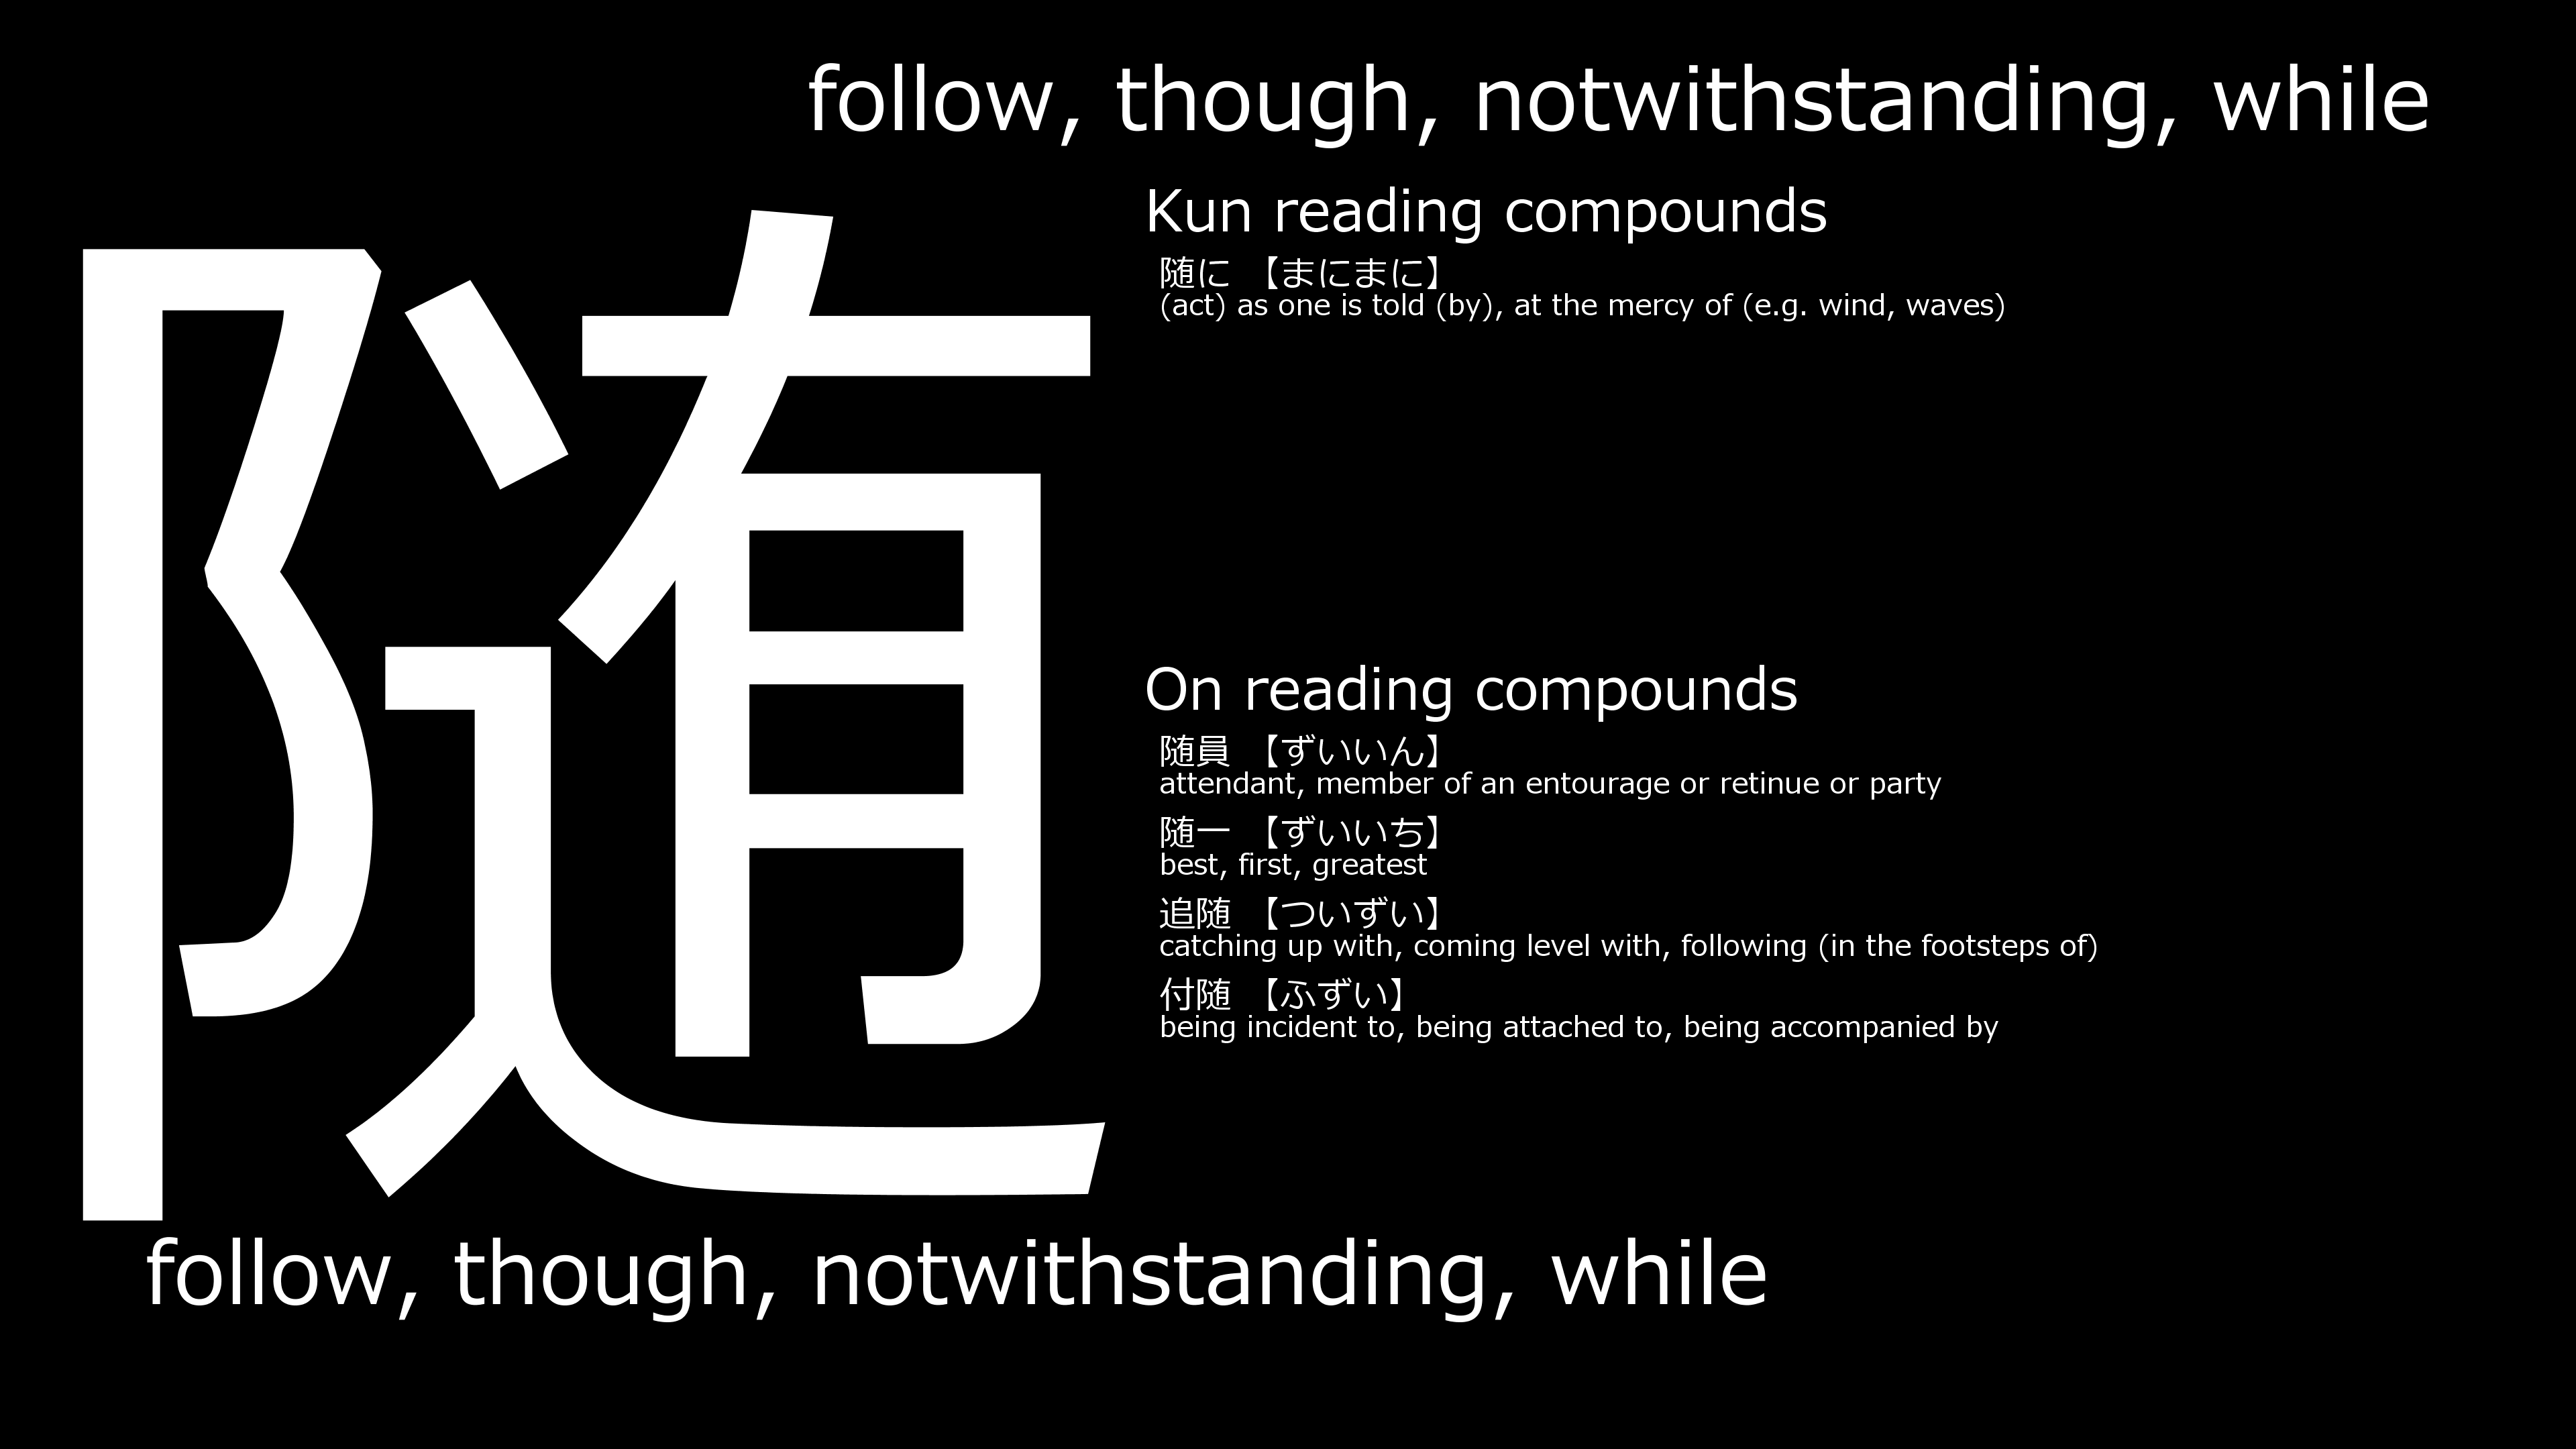 follow, though, notwithstanding, while
随
Kun reading compounds
随に 【まにまに】
(act) as one is told (by), at the mercy of (e.g. wind, waves)
On reading compounds
随員 【ずいいん】
attendant, member of an entourage or retinue or party
随一 【ずいいち】
best, first, greatest
追随 【ついずい】
catching up with, coming level with, following (in the footsteps of)
付随 【ふずい】
being incident to, being attached to, being accompanied by
follow, though, notwithstanding, while